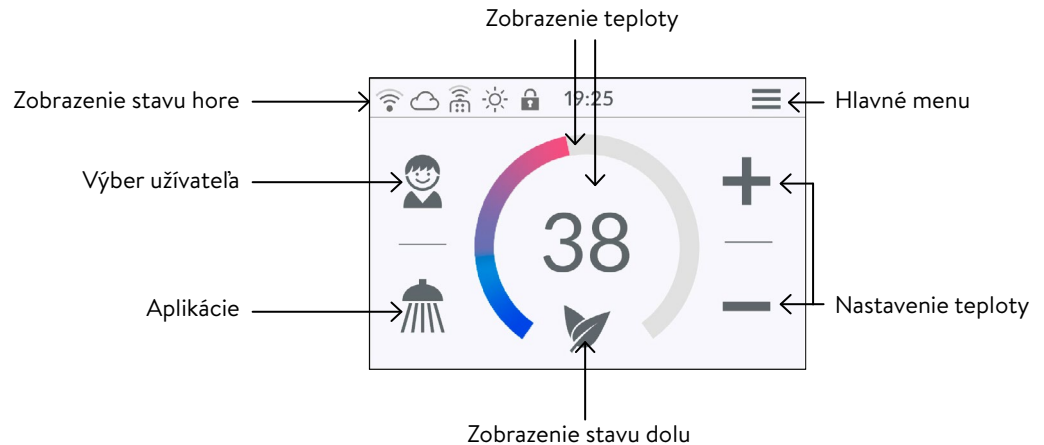 Zobrazenie teploty
Zobrazenie stavu hore
19:25
Hlavné menu
Výber užívateľa
38
Aplikácie
Nastavenie teploty
Zobrazenie stavu dolu